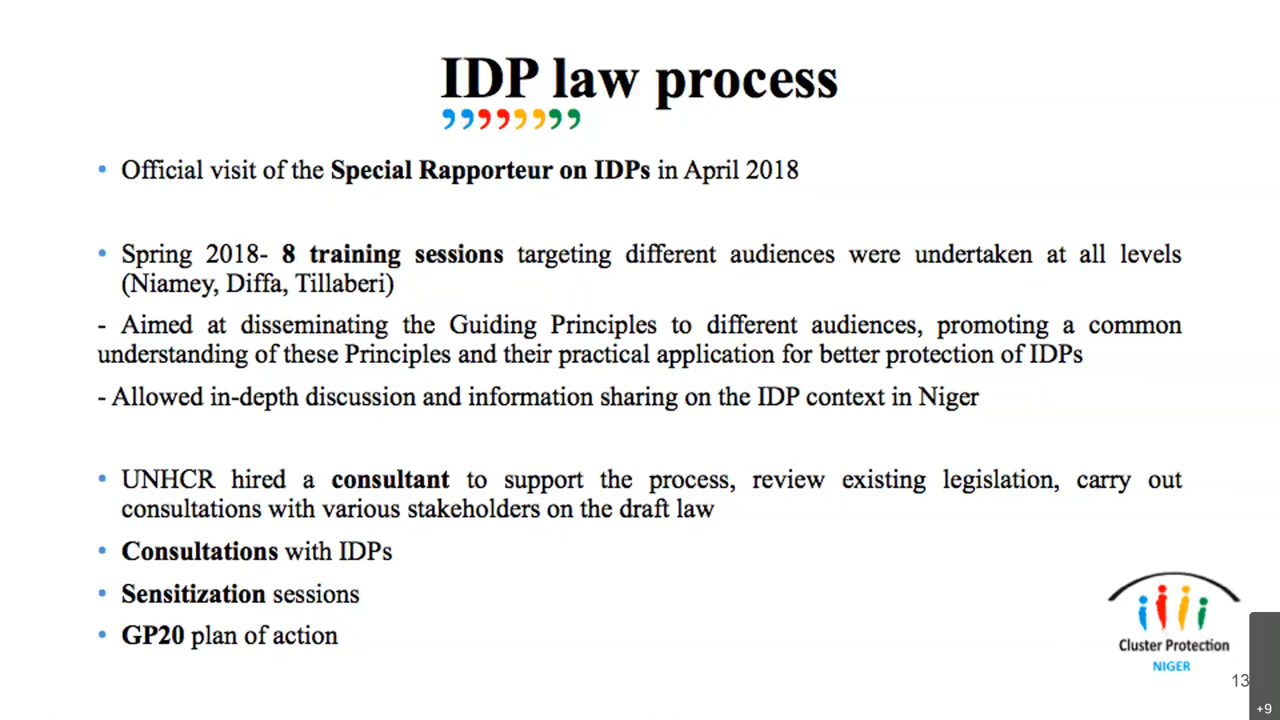 IDP law process
• Official visit of the Special Rapporteur on IDPs in April 2018
• Spring 2018- 8 training sessions targeting different audiences were undertaken at all levels
(Niamey, Diffa, Tillaberi)
- Aimed at disseminating the Guiding Principles to different audiences, promoting a common
understanding of these Principles and their practical application for better protection of IDPs
- Allowed in-depth discussion and information sharing on the IDP context in Niger
• UNHCR hired a consultant to support the process, review existing legislation, carry out
consultations with various stakeholders on the draft law
• Consultations with IDPs
• Sensitization sessions
• GP20 plan of action
Cluster Protection
NIGER
13
+9